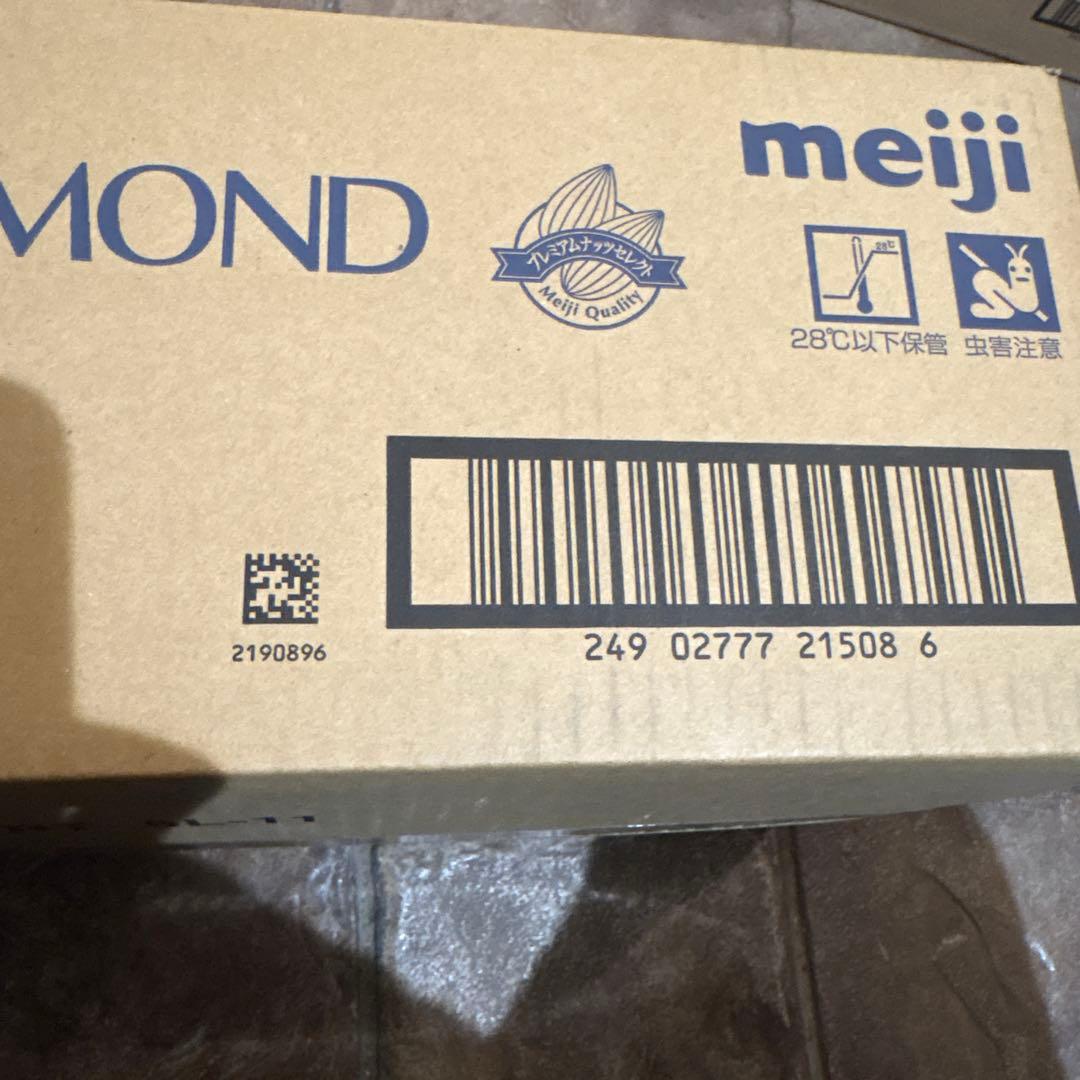 meiji
MOND
プレミアムナッツセレクト
Meiji Quality
28℃
28℃以下保管 虫害注意
2190896
249 02777 21508 6